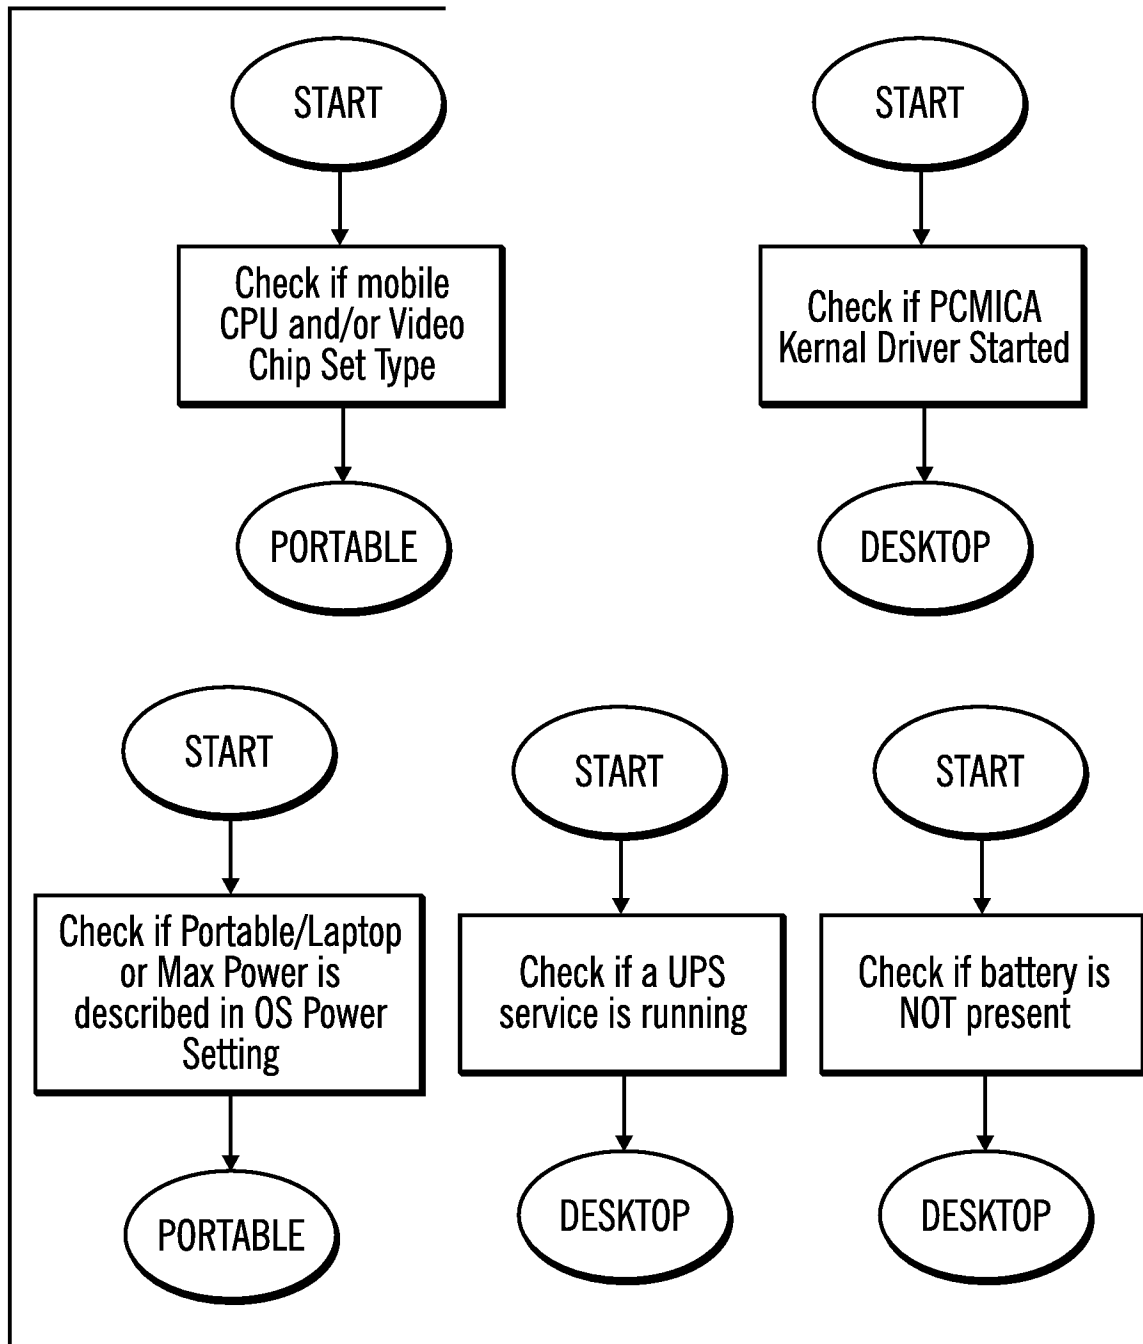 START
Check if mobile
CPU and/or Video
Chip Set Type
PORTABLE
START
Check if PCMICA
Kernal Driver Started
DESKTOP
START
Check if Portable/Laptop
or Max Power is
described in OS Power
Setting
PORTABLE
START
Check if a UPS
service is running
DESKTOP
START
Check if battery is
NOT present
DESKTOP